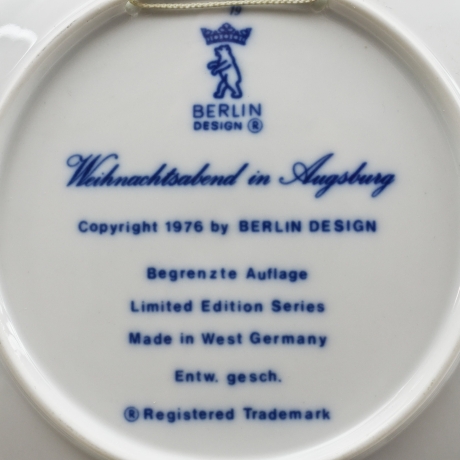 BERLIN
DESIGN ®
Weihnachtsabend in Augsburg
Copyright 1976 by BERLIN DESIGN
Begrenzte Auflage
Limited Edition Series
Made in West Germany
Entw. gesch.
® Registered Trademark